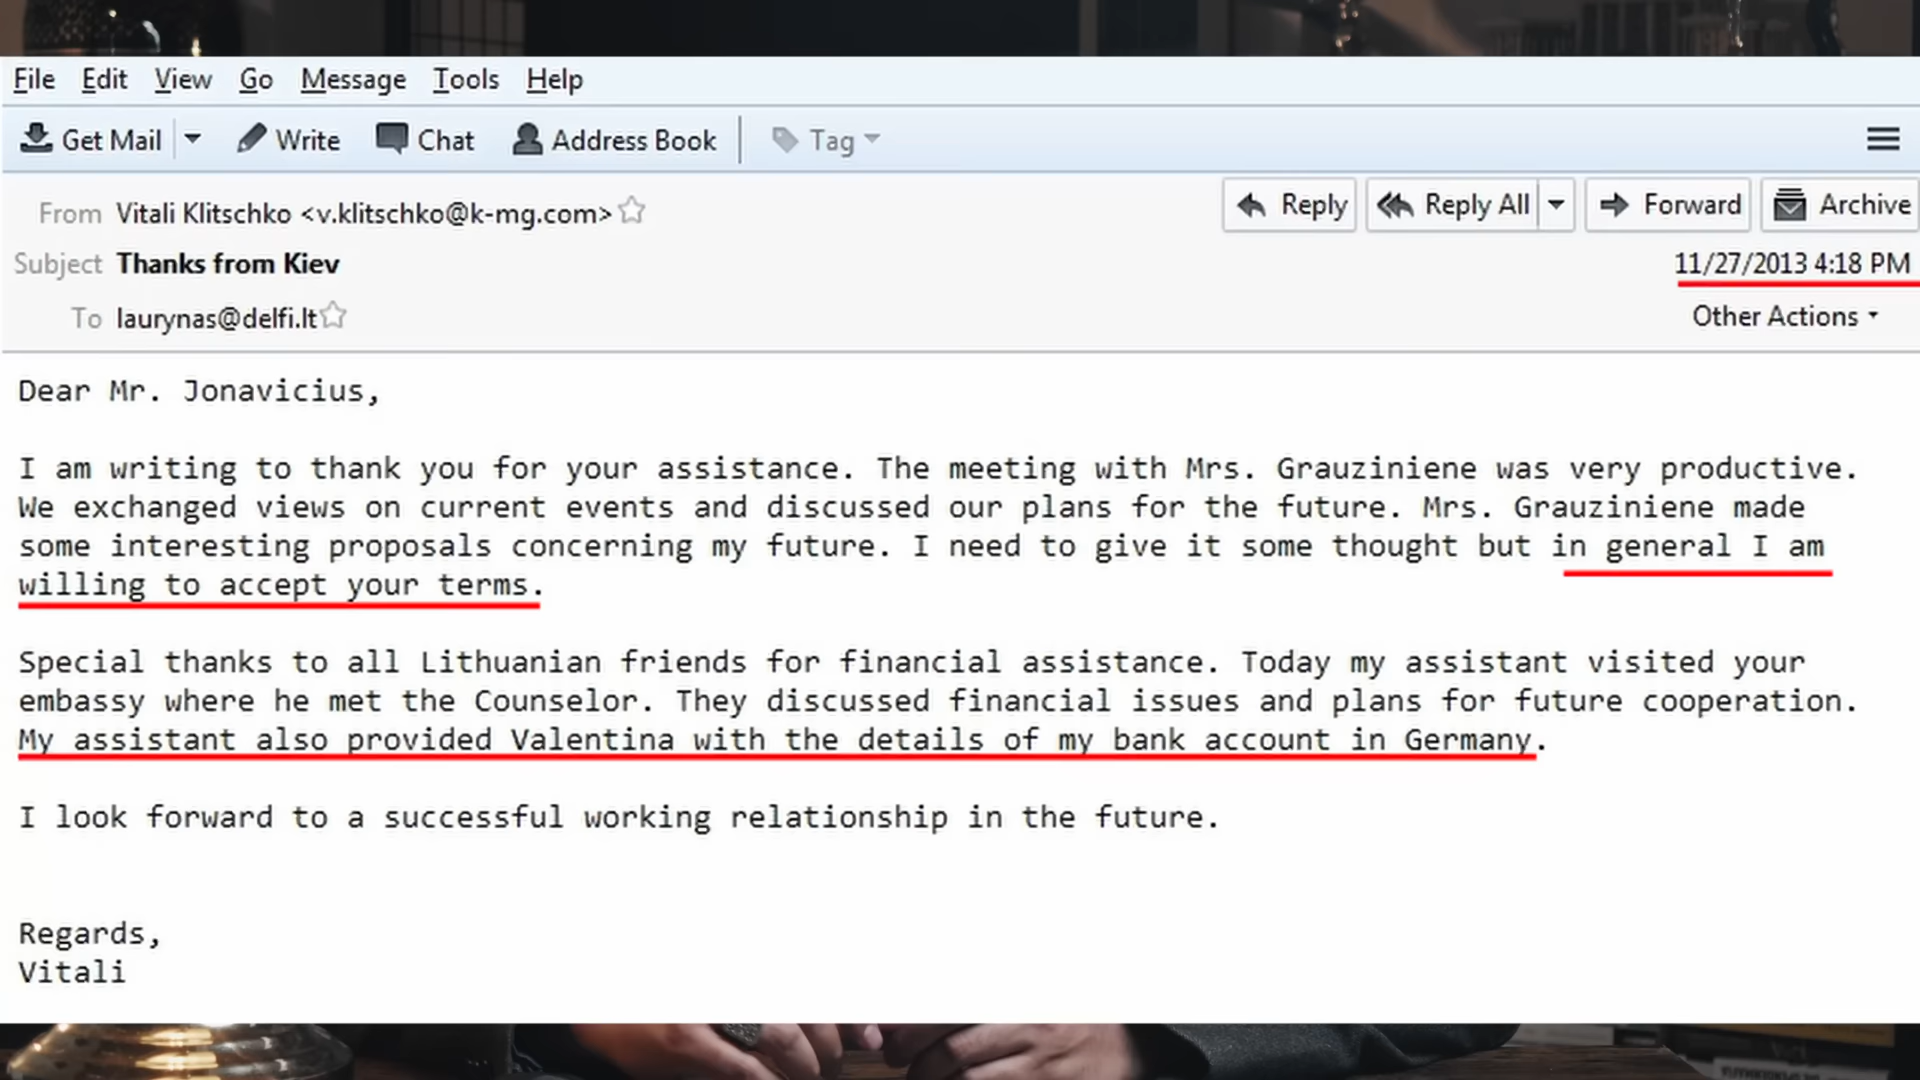 File Edit View Go Message Tools Help
Get Mail Write Chat Address Book Tag
From Vitali Klitschko <v.klitschko@k-mg.com> Reply Reply All Forward Archive
Subject Thanks from Kiev 11/27/2013 4:18 PM
To laurynas@delfi.lt Other Actions
Dear Mr. Jonavicius,
I am writing to thank you for your assistance. The meeting with Mrs. Grauziniene was very productive.
We exchanged views on current events and discussed our plans for the future. Mrs. Grauziniene made
some interesting proposals concerning my future. I need to give it some thought but in general I am
willing to accept your terms.
Special thanks to all Lithuanian friends for financial assistance. Today my assistant visited your
embassy where he met the Counselor. They discussed financial issues and plans for future cooperation.
My assistant also provided Valentina with the details of my bank account in Germany.
I look forward to a successful working relationship in the future.
Regards,
Vitali